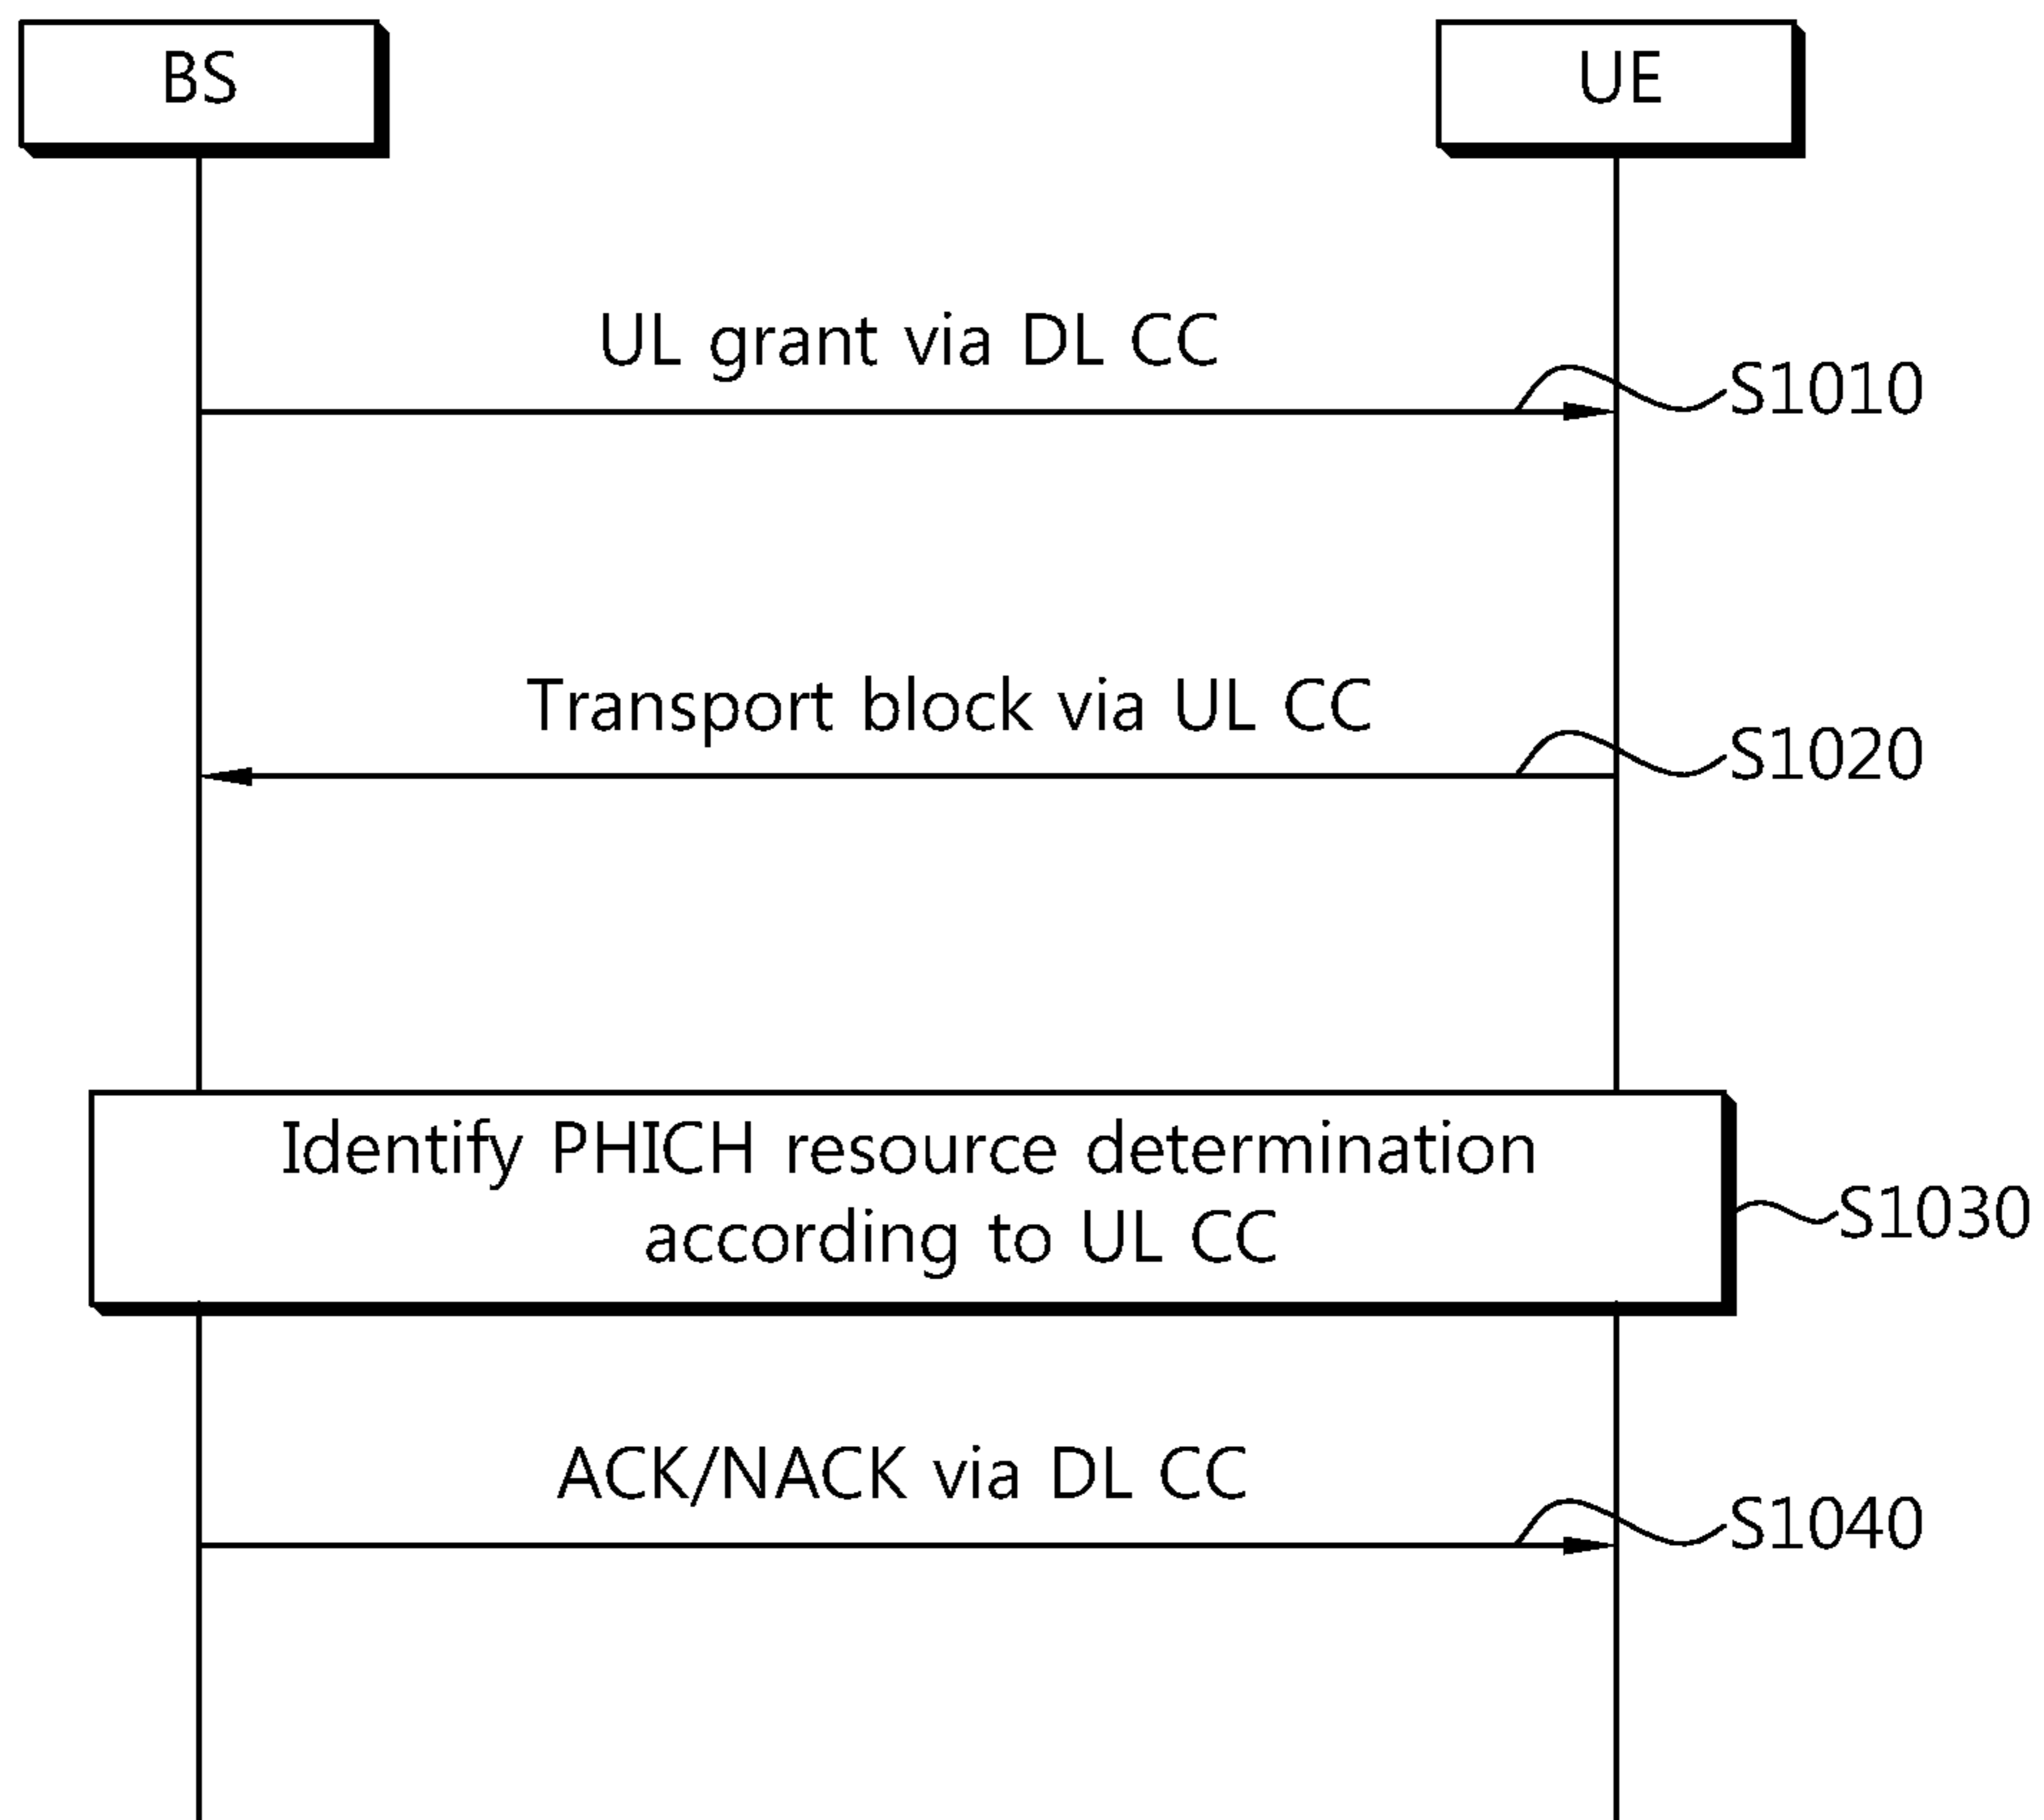 BS
UE
UL grant via DL CC
S1010
Transport block via UL CC
S1020
Identify PHICH resource determination
according to UL CC
S1030
ACK/NACK via DL CC
S1040